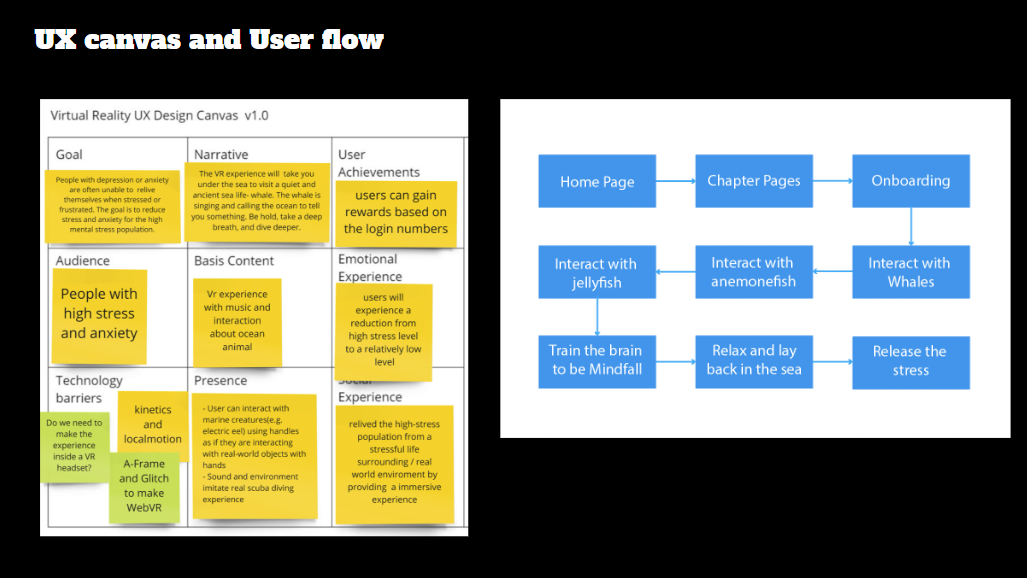 UX canvas and User flow
Virtual Reality UX Design Canvas v1.0
Goal
People with depression or anxiety
are often unable to relive
themselves when stressed or
frustrated. The goal is to reduce
stress and anxiety for the high
mental stress population.
Narrative
The VR experience will take you
under the sea to visit a quiet and
ancient sea life- whale. The whale is
singing and calling the ocean to tell
you something. Be hold, take a deep
breath, and dive deeper.
User
Achievements
users can gain
rewards based on
the login numbers
Audience
People with
high stress
and anxiety
Basis Content
Vr experience
with music and
interaction
about ocean
animal
Emotional
Experience
users will
experience a
reduction from
high stress level
to a relatively low
level
Technology
barriers
kinetics
and
localmotion
Do we need to
make the
experience
inside a VR
headset?
A-Frame
and Glitch
to make
WebVR
Presence
- User can interact with
marine creatures(e.g.
electric eel) using handles
as if they are interacting
with real-world objects with
hands
- Sound and environment
imitate real scuba diving
experience
Social
Experience
relived the high-stress
population from a
stressful life
surrounding / real
world enviroment by
providing a immersive
experience
Home Page
Chapter Pages
Onboarding
Interact with
jellyfish
Interact with
anemonefish
Interact with
Whales
Train the brain
to be Mindfall
Relax and lay
back in the sea
Release the
stress